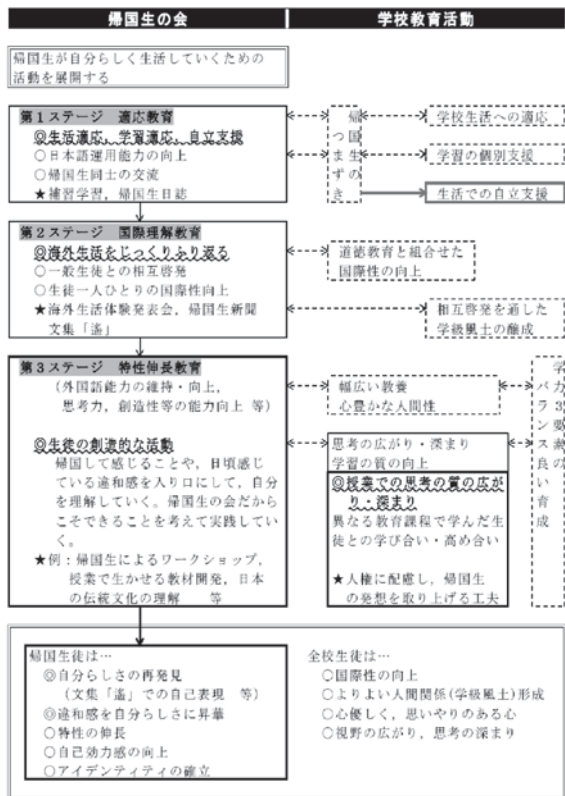 帰国生の会
学校教育活動
帰国生が自分らしく生活していくための
活動を展開する
第1ステージ 適応教育
◎生活適応、学習適応、自立支援
○日本語運用能力の向上
○帰国生同士の交流
★補習学習，帰国生日誌
帰国生の
つまずき
学校生活への適応
学習の個別支援
生活での自立支援
第2ステージ 国際理解教育
◎海外生活をじっくりふり返る
○一般生徒との相互啓発
○生徒一人ひとりの国際性向上
★海外生活体験発表会，帰国生新聞
文集「遙」
道徳教育と組合せた
国際性の向上
相互啓発を通した
学級風土の醸成
第3ステージ 特性伸長教育
（外国語能力の維持・向上，
思考力，創造性等の能力向上 等）
◎生徒の創造的な活動
帰国して感じることや，日頃感じ
ている違和感を入り口にして，自分
を理解していく。帰国生の会だから
こそできることを考えて実践してい
く。
★例：帰国生によるワークショップ，
授業で生かせる教材開発，日本
の伝統文化の理解 等
幅広い教養
心豊かな人間性
思考の広がり・深まり
学習の質の向上
◎授業での思考の質の広が
り・深まり
異なる教育課程で学んだ生
徒との学び合い・高め合い
★人権に配慮し，帰国生
の発想を取り上げる工夫
学力3要素の
バランス良い育成
帰国生徒は…
◎自分らしさの再発見
（文集「遙」での自己表現 等）
◎違和感を自分らしさに昇華
○特性の伸長
○自己効力感の向上
○アイデンティティの確立
全校生徒は…
○国際性の向上
○よりよい人間関係(学級風土)形成
○心優しく，思いやりのある心
○視野の広がり，思考の深まり